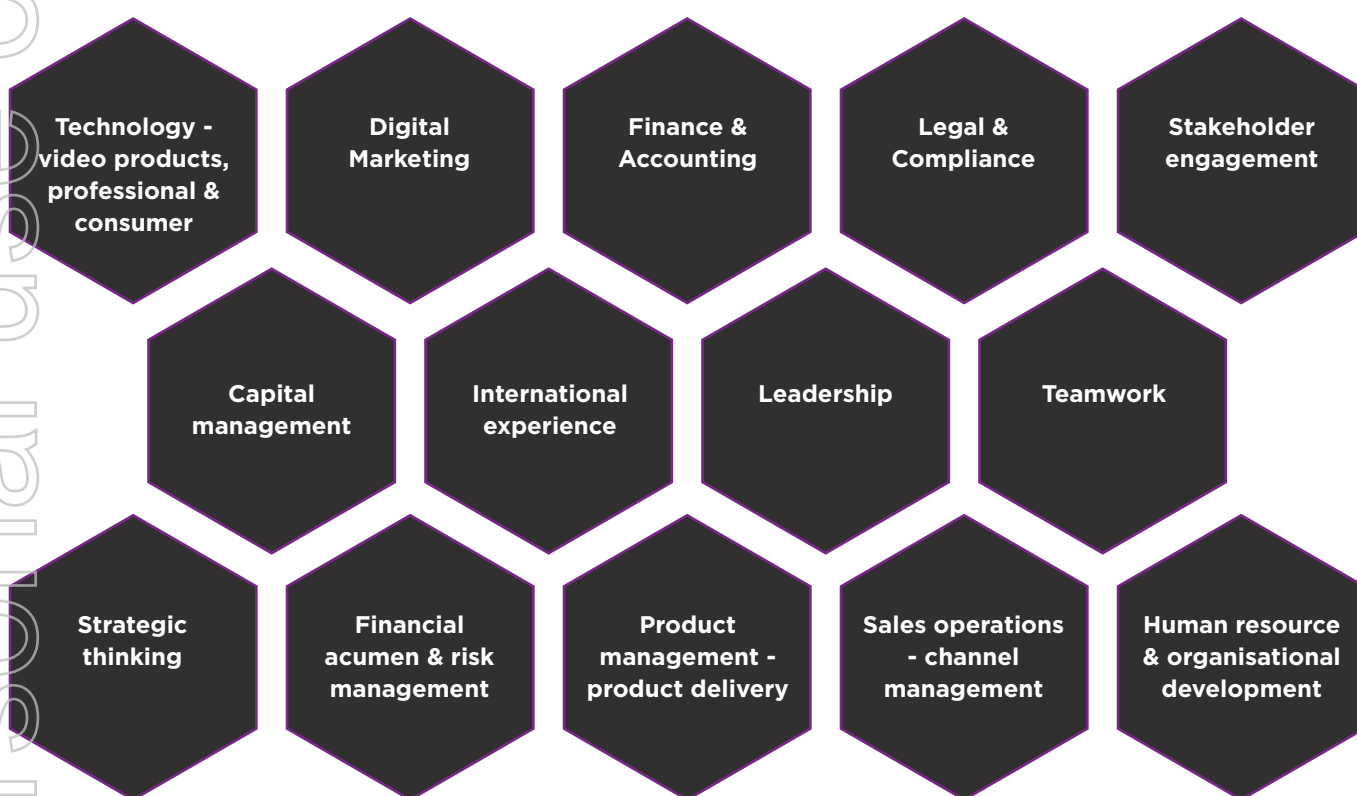 Technology -
video products,
professional &
consumer
Digital
Marketing
Finance &
Accounting
Legal &
Compliance
Stakeholder
engagement
Capital
management
International
experience
Leadership
Teamwork
Strategic
thinking
Financial
acumen & risk
management
Product
management -
product delivery
Sales operations
- channel
management
Human resource
& organisational
development